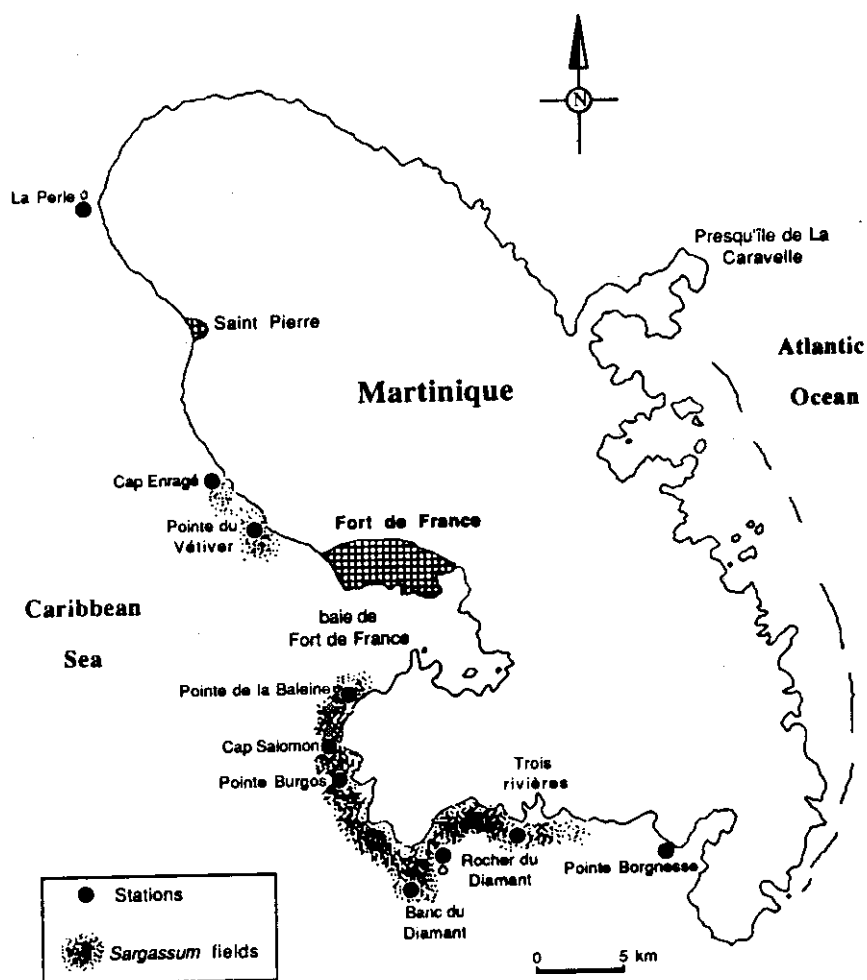 N
La Perle
Presqu'île de La
Caravelle
Saint Pierre
Atlantic
Ocean
Martinique
Cap Enragé
Pointe du
Vétiver
Fort de France
Caribbean
Sea
baie de
Fort de France
Pointe de la Baleine
Cap Salomon
Pointe Burgos
Trois
rivières
Rocher du
Diamant
Pointe Borgnesse
Banc du
Diamant
Stations
Sargassum fields
0 5 km